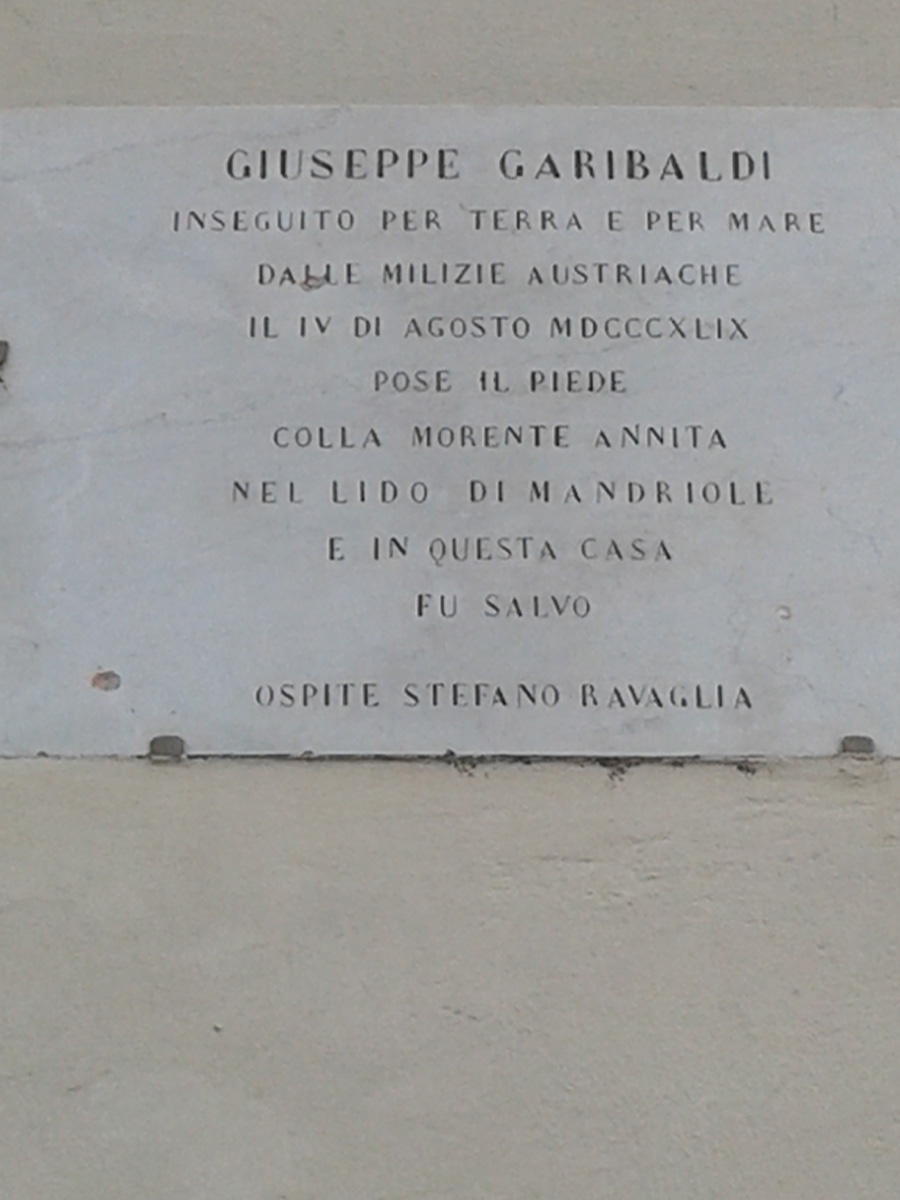 GIUSEPPE GARIBALDI
INSEGUITO PER TERRA E PER MARE
DALLE MILIZIE AUSTRIACHE
IL IV DI AGOSTO MDCCCXLIX
POSE IL PIEDE
COLLA MORENTE ANNITA
NEL LIDO DI MANDRIOLE
E IN QUESTA CASA
FU SALVO
OSPITE STEFANO RAVAGLIA